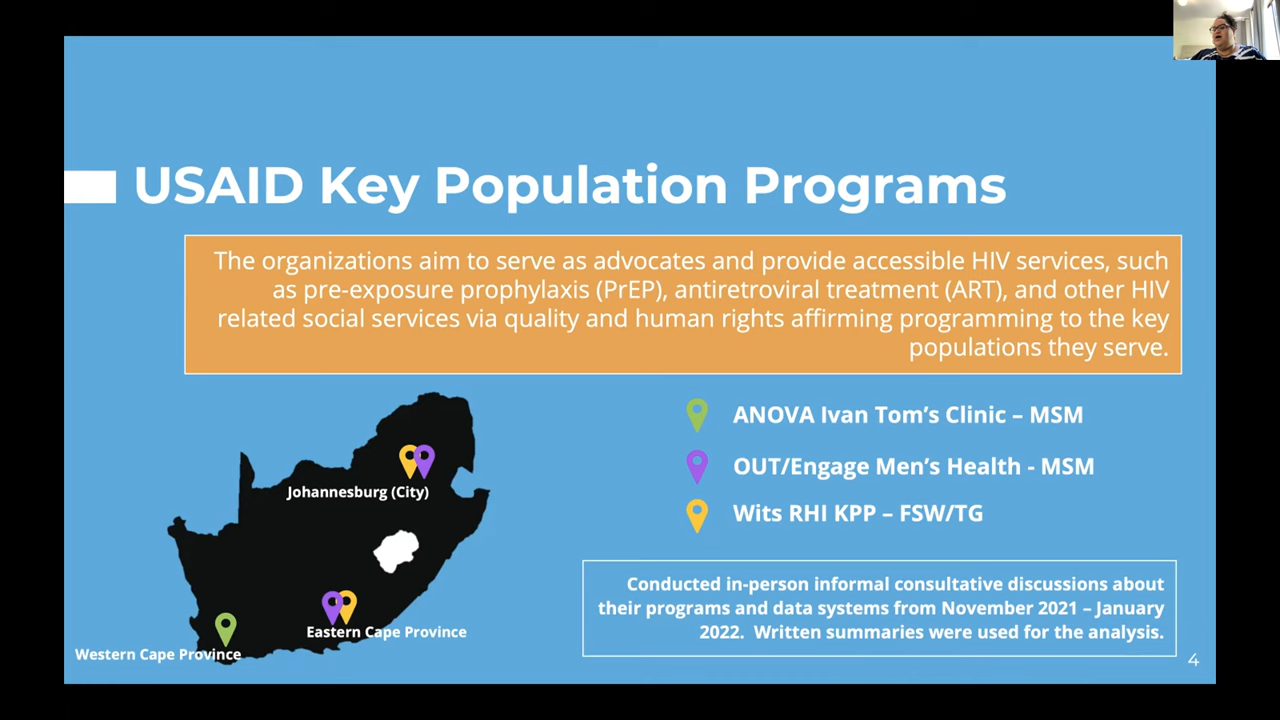 USAID Key Population Programs
The organizations aim to serve as advocates and provide accessible HIV services, such
as pre-exposure prophylaxis (PrEP), antiretroviral treatment (ART), and other HIV
related social services via quality and human rights affirming programming to the key
populations they serve.
ANOVA Ivan Tom’s Clinic – MSM
OUT/Engage Men’s Health - MSM
Wits RHI KPP – FSW/TG
Johannesburg (City)
Eastern Cape Province
Western Cape Province
Conducted in-person informal consultative discussions about
their programs and data systems from November 2021 – January
2022.  Written summaries were used for the analysis.
4